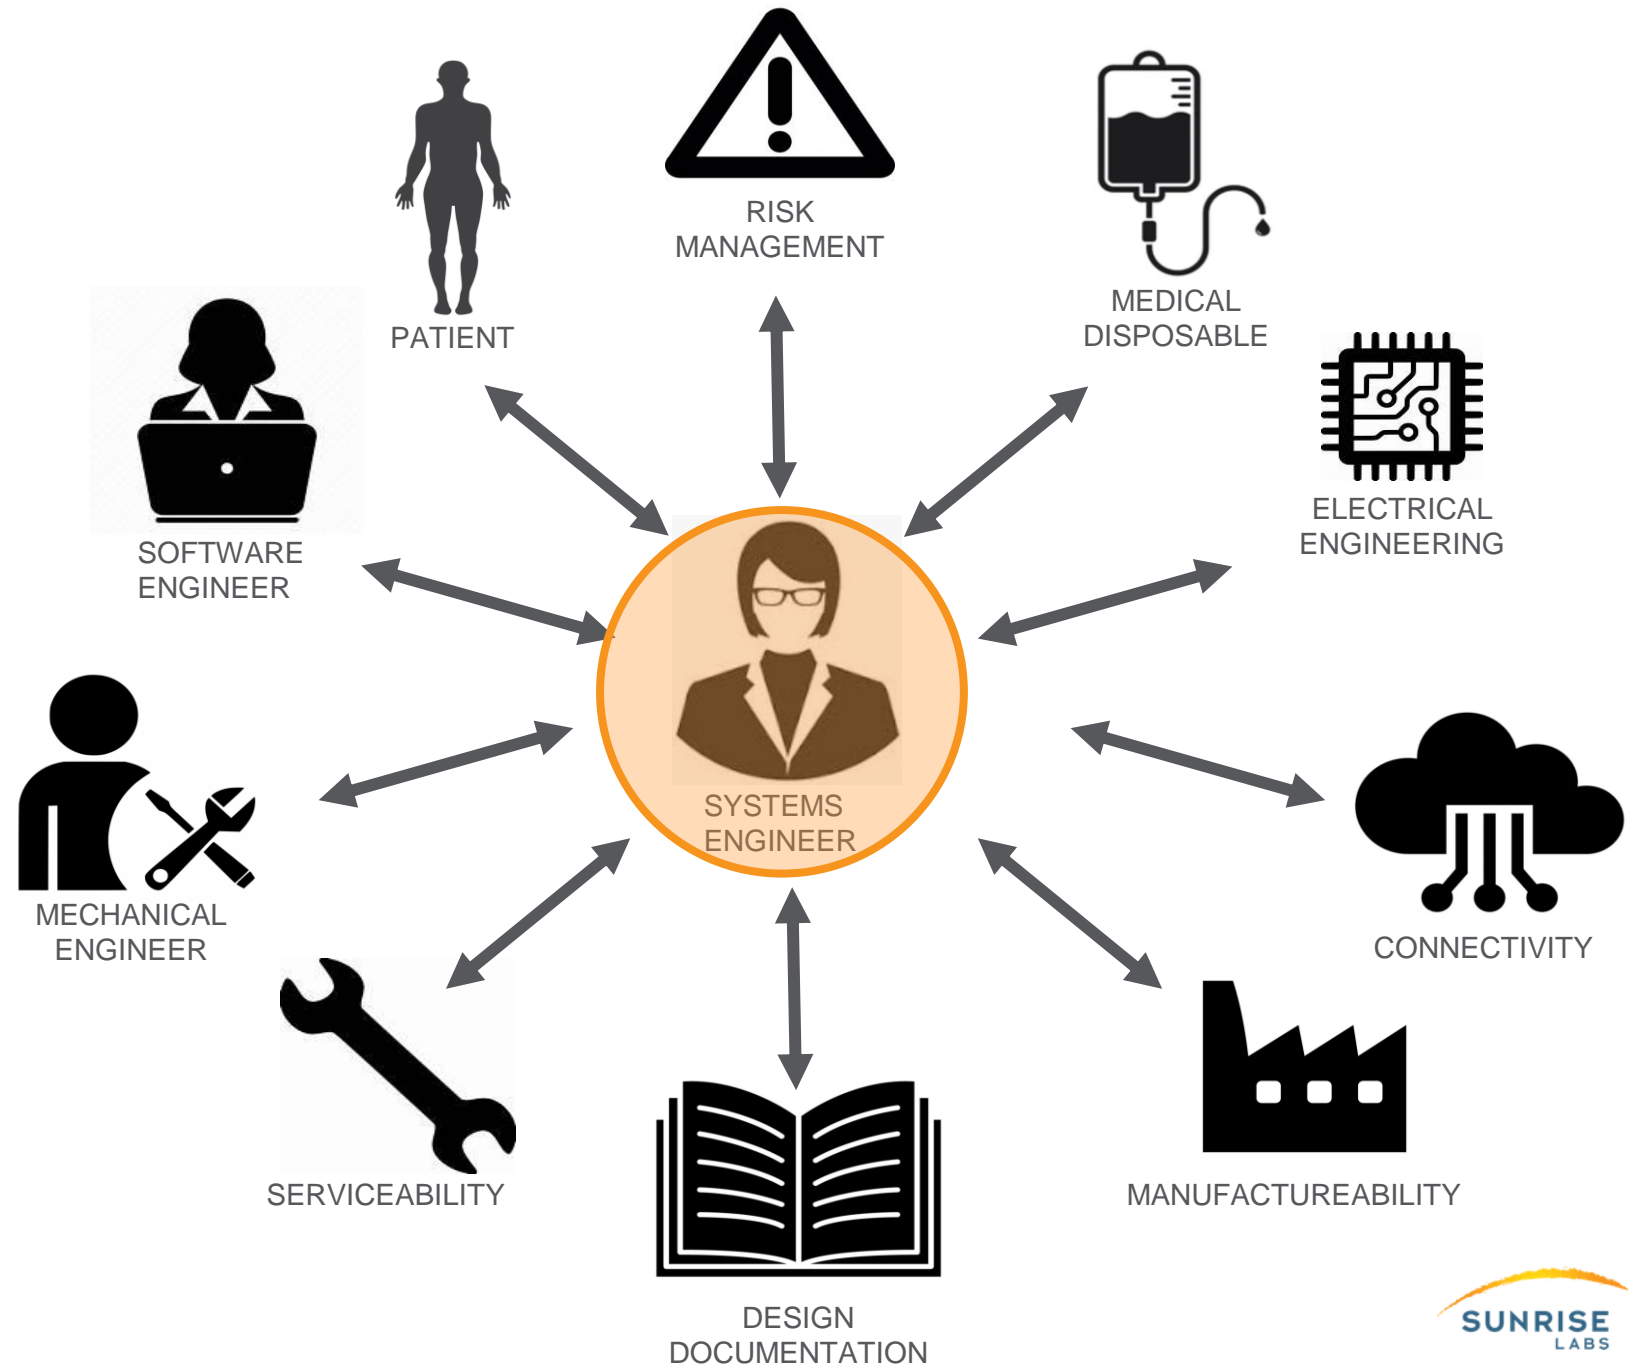 RISK
MANAGEMENT
PATIENT
MEDICAL
DISPOSABLE
ELECTRICAL
ENGINEERING
SOFTWARE
ENGINEER
SYSTEMS
ENGINEER
MECHANICAL
ENGINEER
CONNECTIVITY
SERVICEABILITY
MANUFACTUREABILITY
DESIGN
DOCUMENTATION
SUNRISE
LABS